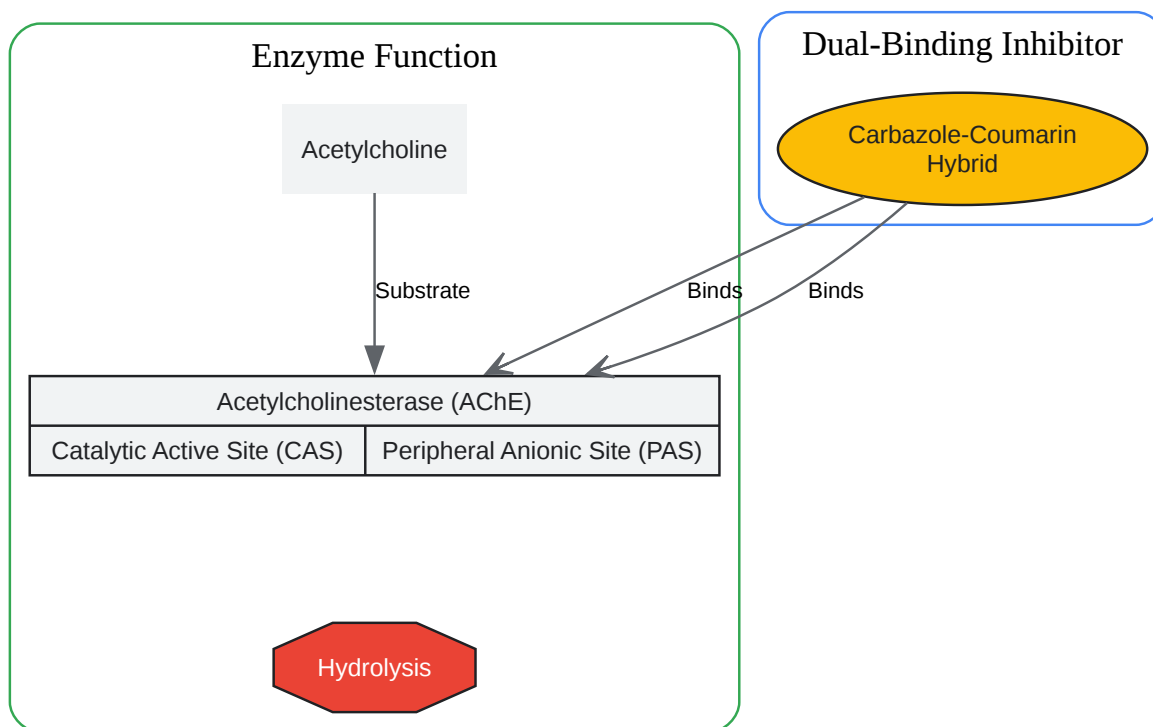 Enzyme Function
Dual-Binding Inhibitor
Acetylcholine
Carbazole-Coumarin
Hybrid
Substrate
Binds
Binds
Acetylcholinesterase (AChE)
Catalytic Active Site (CAS)
Peripheral Anionic Site (PAS)
Hydrolysis